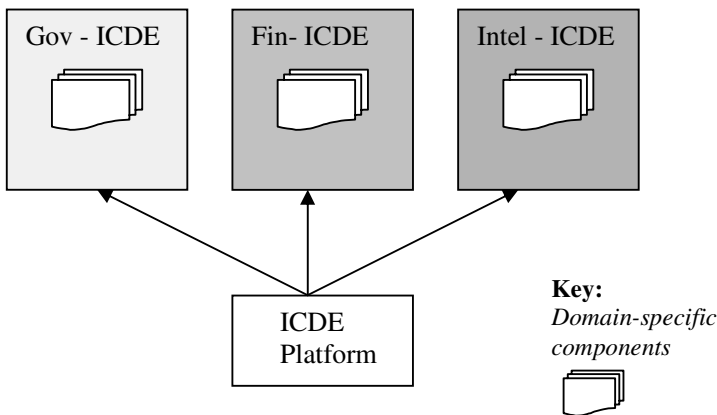 Gov - ICDE
Fin- ICDE
Intel - ICDE
ICDE
Platform
Key:
Domain-specific
components